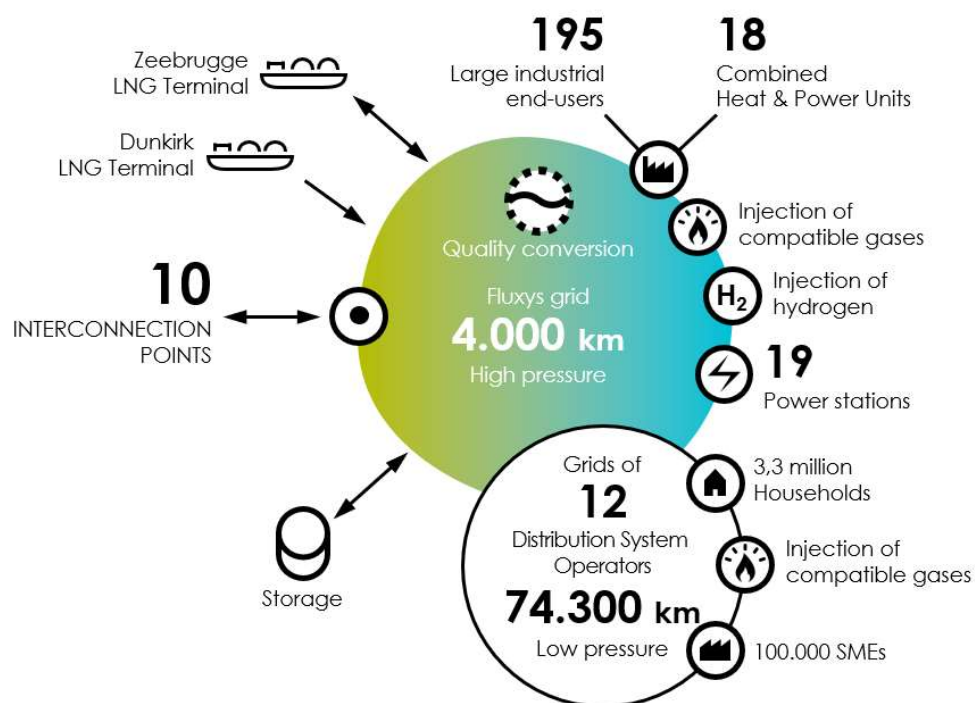 Zeebrugge
LNG Terminal
Dunkirk
LNG Terminal
10
INTERCONNECTION
POINTS
Storage
195
Large industrial
end-users
18
Combined
Heat & Power Units
Quality conversion
Fluxys grid
4.000 km
High pressure
Injection of
compatible gases
H₂
Injection of
hydrogen
19
Power stations
Grids of
12
Distribution System
Operators
74.300 km
Low pressure
3,3 million
Households
Injection of
compatible gases
100.000 SMEs